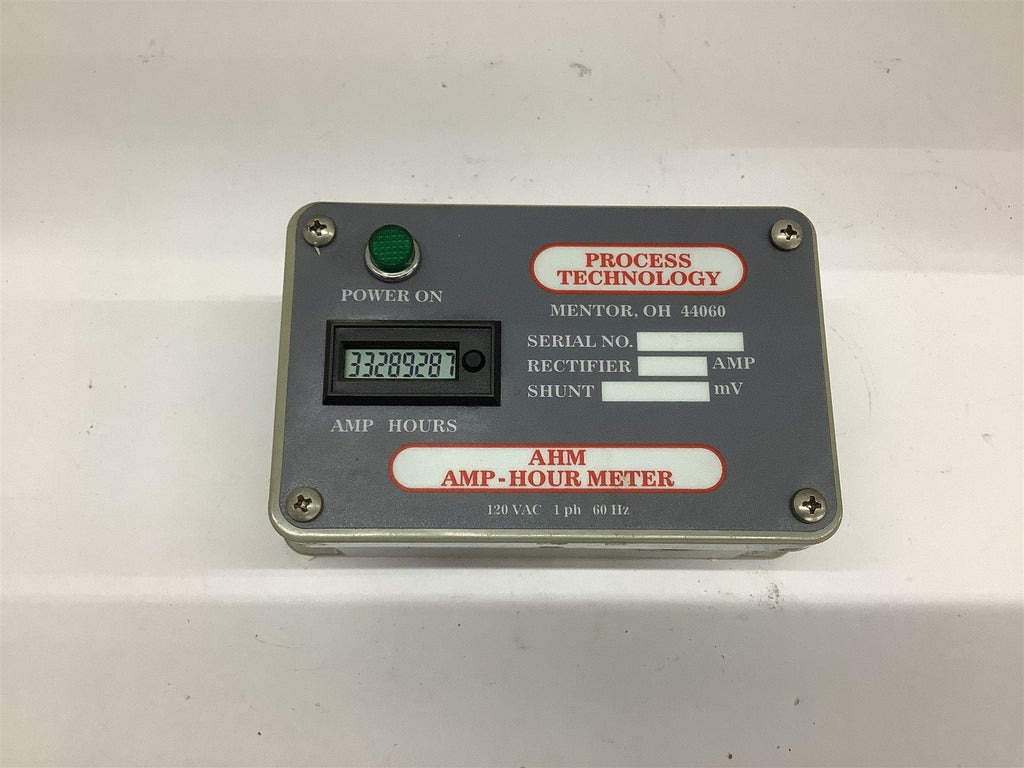 POWER ON
PROCESS
TECHNOLOGY
MENTOR, OH 44060
SERIAL NO.
RECTIFIER AMP
SHUNT mV
33289287
AMP HOURS
AHM
AMP-HOUR METER
120 VAC 1 ph 60 Hz